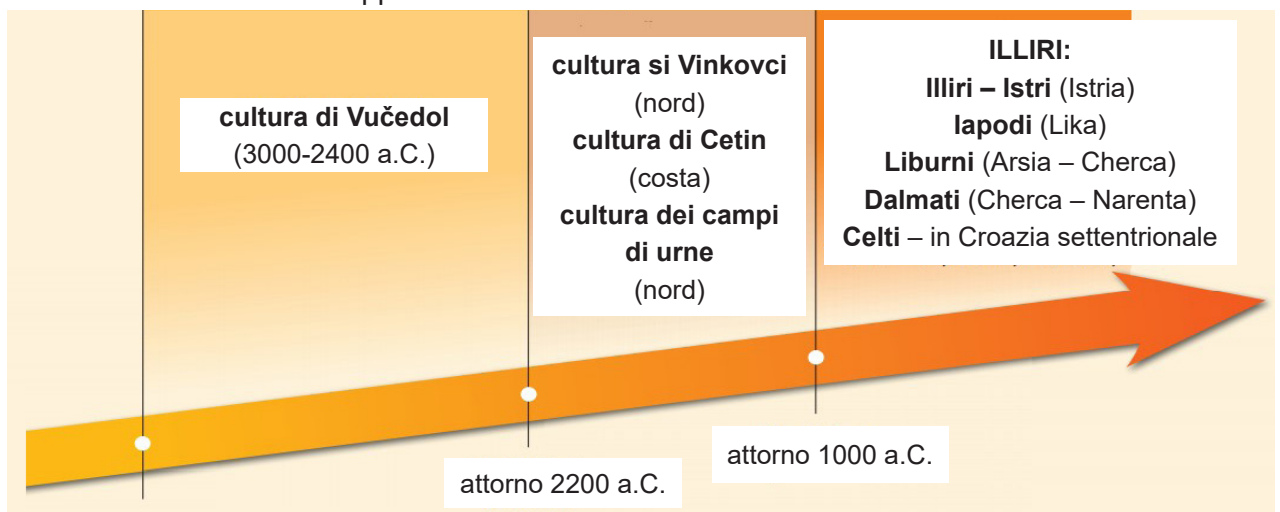 cultura di Vučedol
(3000-2400 a.C.)
cultura si Vinkovci
(nord)
cultura di Cetin
(costa)
cultura dei campi
di urne
(nord)
ILLIRI:
Illiri – Istri (Istria)
Iapodi (Lika)
Liburni (Arsia – Cherca)
Dalmati (Cherca – Narenta)
Celti – in Croazia settentrionale
attorno 2200 a.C.
attorno 1000 a.C.